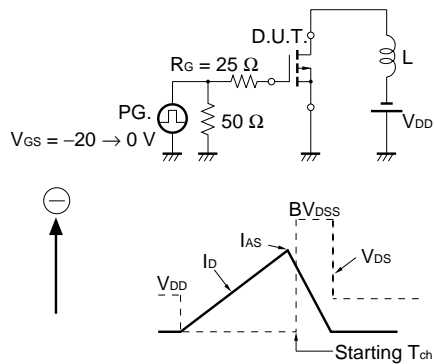 D.U.T.
RG = 25 Ω
L
PG.
50 Ω
VDD
VGS = −20 → 0 V
−
BVDSS
IAS
ID
VDS
VDD
Starting Tch